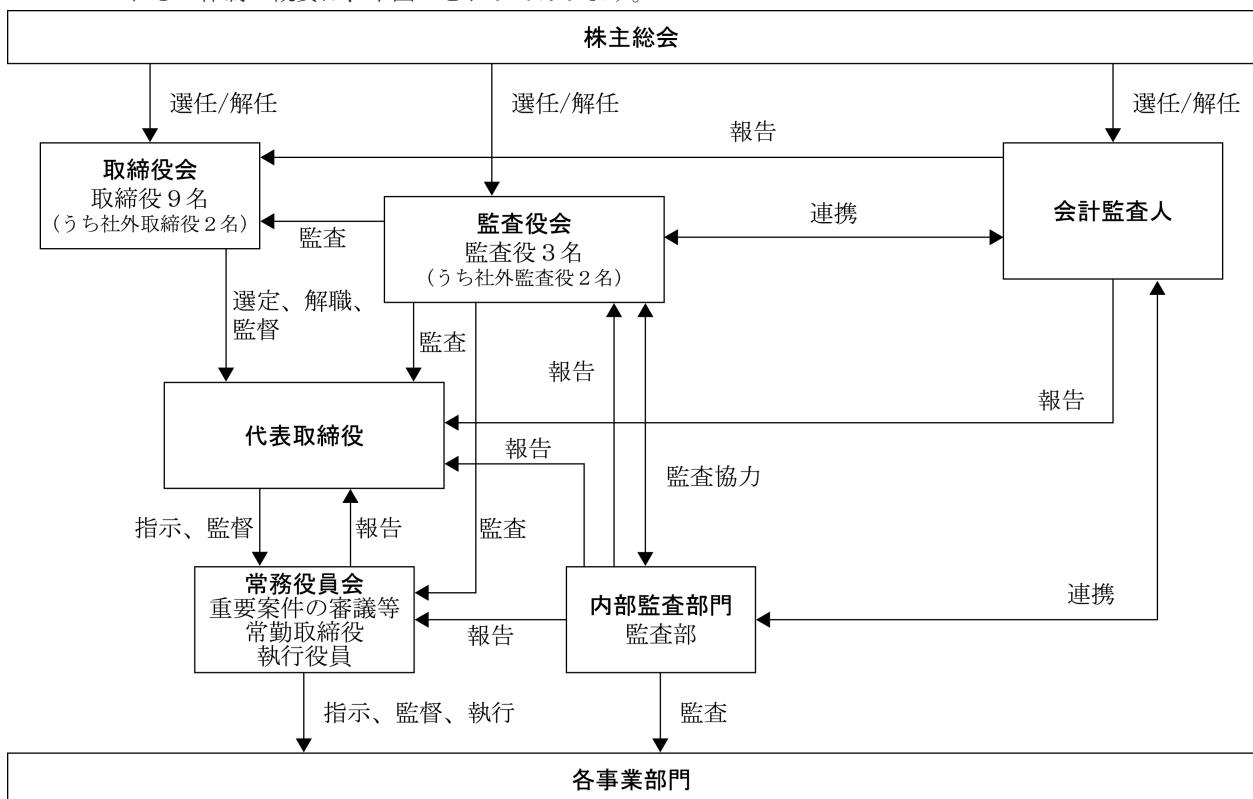 株主総会
選任/解任
選任/解任
選任/解任
報告
取締役会
取締役９名
(うち社外取締役２名)
監査
監査役会
監査役３名
(うち社外監査役２名)
連携
会計監査人
選定、解職、
監督
監査
報告
報告
代表取締役
報告
監査協力
指示、監督
報告
監査
常務役員会
重要案件の審議等
常勤取締役
執行役員
報告
内部監査部門
監査部
連携
指示、監督、執行
監査
各事業部門